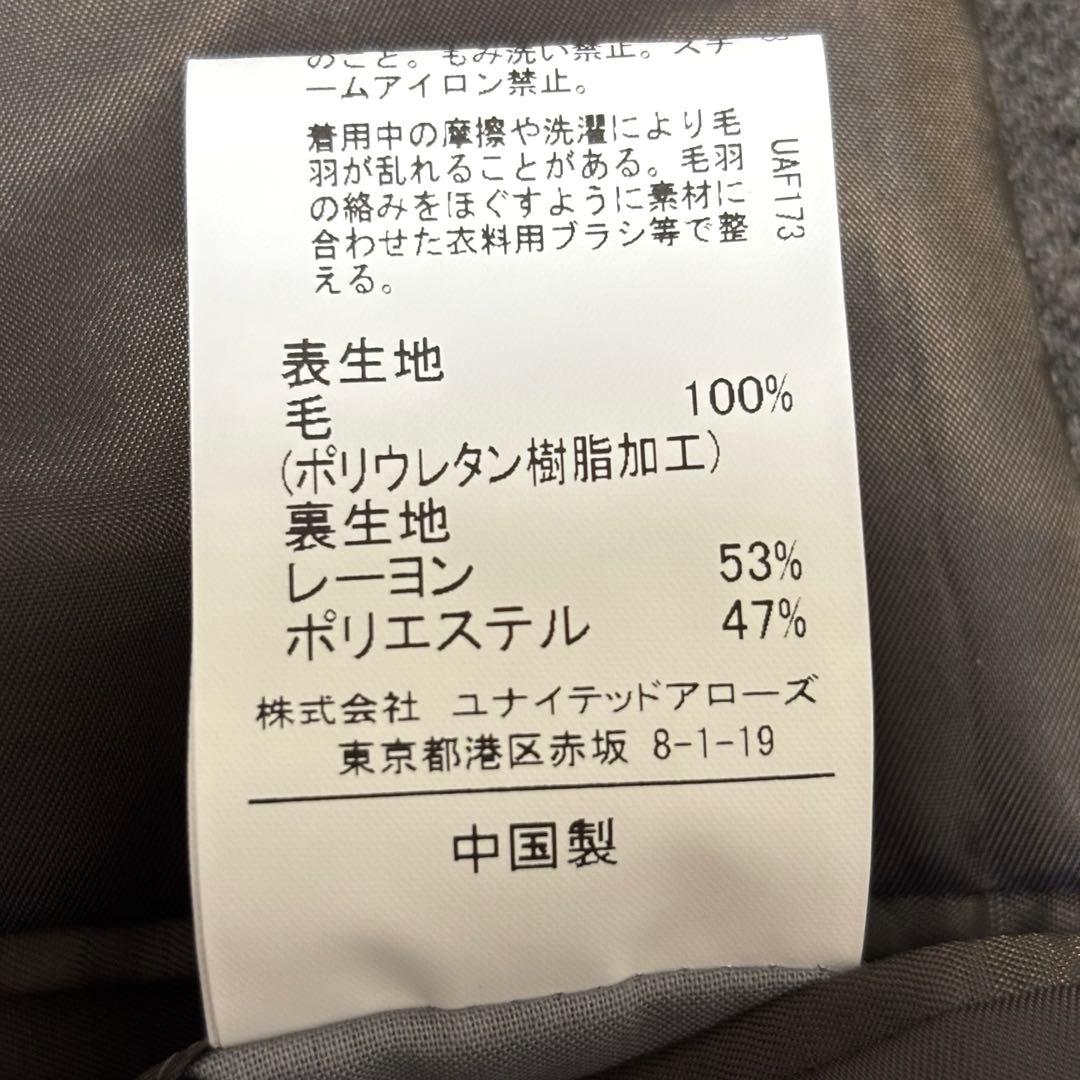 のこと。もみ洗い禁止。スチ
ームアイロン禁止。
着用中の摩擦や洗濯により毛
羽が乱れることがある。毛羽
の絡みをほぐすように素材に
合わせた衣料用ブラシ等で整
える。
UAF173
表生地
毛 100%
(ポリウレタン樹脂加工)
裏生地
レーヨン 53%
ポリエステル 47%
株式会社 ユナイテッドアローズ
東京都港区赤坂 8-1-19
中国製